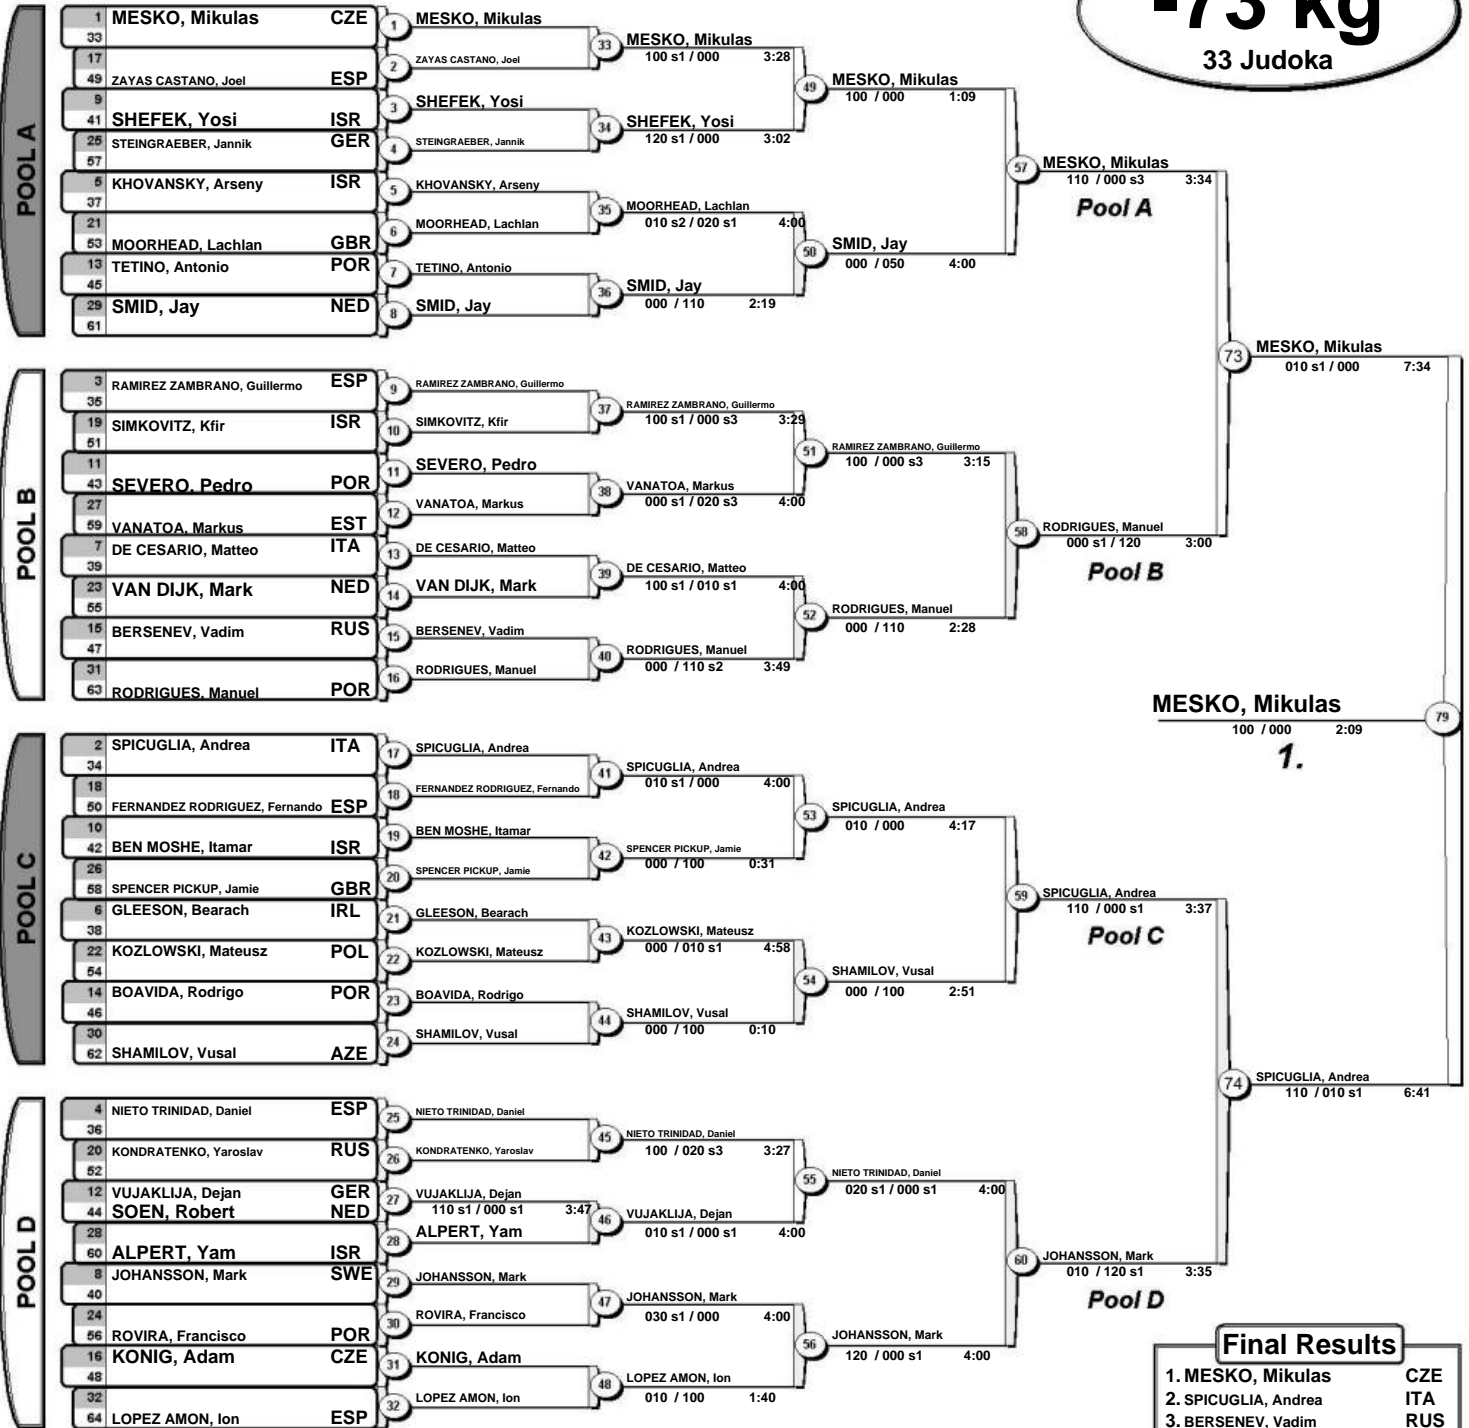 -73 kg
33 Judoka
POOL A
1 MESKO, Mikulas CZE
33
17
49 ZAYAS CASTANO, Joel ESP
9
41 SHEFEK, Yosi ISR
25 STEINGRAEBER, Jannik GER
57
5 KHOVANSKY, Arseny ISR
37
21
53 MOORHEAD, Lachlan GBR
13 TETINO, Antonio POR
45
29 SMID, Jay NED
61
1 MESKO, Mikulas
2 ZAYAS CASTANO, Joel
3 SHEFEK, Yosi
4 STEINGRAEBER, Jannik
5 KHOVANSKY, Arseny
6 MOORHEAD, Lachlan
7 TETINO, Antonio
8 SMID, Jay
33 MESKO, Mikulas
100 s1 / 000 3:28
34 SHEFEK, Yosi
120 s1 / 000 3:02
35 MOORHEAD, Lachlan
010 s2 / 020 s1 4:00
36 SMID, Jay
000 / 110 2:19
49 MESKO, Mikulas
100 / 000 1:09
50 SMID, Jay
000 / 050 4:00
57 MESKO, Mikulas
110 / 000 s3 3:34
Pool A
POOL B
3 RAMIREZ ZAMBRANO, Guillermo ESP
35
19 SIMKOVITZ, Kfir ISR
51
11
43 SEVERO, Pedro POR
27
59 VANATOA, Markus EST
7 DE CESARIO, Matteo ITA
39
23 VAN DIJK, Mark NED
55
15 BERSENEV, Vadim RUS
47
31
63 RODRIGUES, Manuel POR
9 RAMIREZ ZAMBRANO, Guillermo
10 SIMKOVITZ, Kfir
11 SEVERO, Pedro
12 VANATOA, Markus
13 DE CESARIO, Matteo
14 VAN DIJK, Mark
15 BERSENEV, Vadim
16 RODRIGUES, Manuel
37 RAMIREZ ZAMBRANO, Guillermo
100 s1 / 000 s3 3:29
38 VANATOA, Markus
000 s1 / 020 s3 4:00
39 DE CESARIO, Matteo
100 s1 / 010 s1 4:00
40 RODRIGUES, Manuel
000 / 110 s2 3:49
51 RAMIREZ ZAMBRANO, Guillermo
100 / 000 s3 3:15
52 RODRIGUES, Manuel
000 / 110 2:28
58 RODRIGUES, Manuel
000 s1 / 120 3:00
Pool B
73 MESKO, Mikulas
010 s1 / 000 7:34
MESKO, Mikulas
79
100 / 000 2:09
1.
POOL C
2 SPICUGLIA, Andrea ITA
34
18
50 FERNANDEZ RODRIGUEZ, Fernando ESP
10
42 BEN MOSHE, Itamar ISR
26
58 SPENCER PICKUP, Jamie GBR
6 GLEESON, Bearach IRL
38
22 KOZLOWSKI, Mateusz POL
54
14 BOAVIDA, Rodrigo POR
46
30
62 SHAMILOV, Vusal AZE
17 SPICUGLIA, Andrea
18 FERNANDEZ RODRIGUEZ, Fernando
19 BEN MOSHE, Itamar
20 SPENCER PICKUP, Jamie
21 GLEESON, Bearach
22 KOZLOWSKI, Mateusz
23 BOAVIDA, Rodrigo
24 SHAMILOV, Vusal
41 SPICUGLIA, Andrea
010 s1 / 000 4:00
42 SPENCER PICKUP, Jamie
000 / 100 0:31
43 KOZLOWSKI, Mateusz
000 / 010 s1 4:58
44 SHAMILOV, Vusal
000 / 100 0:10
53 SPICUGLIA, Andrea
010 / 000 4:17
54 SHAMILOV, Vusal
000 / 100 2:51
59 SPICUGLIA, Andrea
110 / 000 s1 3:37
Pool C
74 SPICUGLIA, Andrea
110 / 010 s1 6:41
POOL D
4 NIETO TRINIDAD, Daniel ESP
36
20 KONDRATENKO, Yaroslav RUS
52
12 VUJAKLIJA, Dejan GER
44 SOEN, Robert NED
28
60 ALPERT, Yam ISR
8 JOHANSSON, Mark SWE
40
24
56 ROVIRA, Francisco POR
16 KONIG, Adam CZE
48
32
64 LOPEZ AMON, Ion ESP
25 NIETO TRINIDAD, Daniel
26 KONDRATENKO, Yaroslav
27 VUJAKLIJA, Dejan
110 s1 / 000 s1 3:47
28 ALPERT, Yam
29 JOHANSSON, Mark
30 ROVIRA, Francisco
31 KONIG, Adam
32 LOPEZ AMON, Ion
45 NIETO TRINIDAD, Daniel
100 / 020 s3 3:27
46 VUJAKLIJA, Dejan
010 s1 / 000 s1 4:00
47 JOHANSSON, Mark
030 s1 / 000 4:00
48 LOPEZ AMON, Ion
010 / 100 1:40
55 NIETO TRINIDAD, Daniel
020 s1 / 000 s1 4:00
56 JOHANSSON, Mark
120 / 000 s1 4:00
60 JOHANSSON, Mark
010 / 120 s1 3:35
Pool D
Final Results
1. MESKO, Mikulas CZE
2. SPICUGLIA, Andrea ITA
3. BERSENEV, Vadim RUS